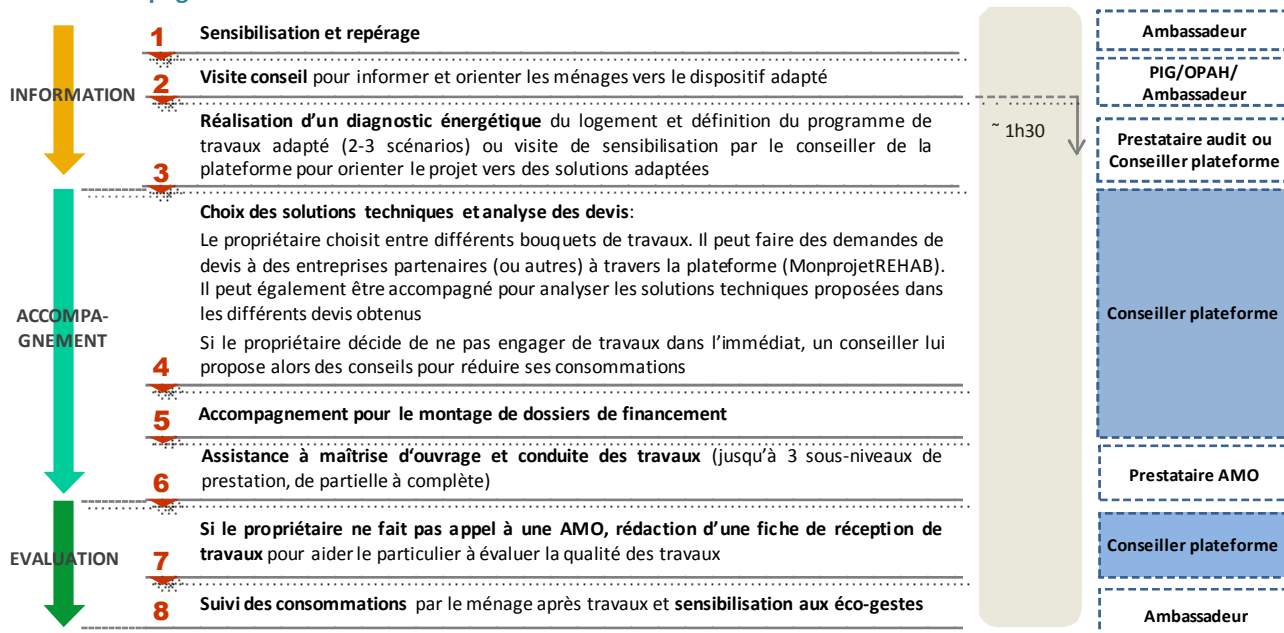 1 Sensibilisation et repérage
Ambassadeur
INFORMATION
2 Visite conseil pour informer et orienter les ménages vers le dispositif adapté
PIG/OPAH/
Ambassadeur
Réalisation d'un diagnostic énergétique du logement et définition du programme de
travaux adapté (2-3 scénarios) ou visite de sensibilisation par le conseiller de la
plateforme pour orienter le projet vers des solutions adaptées
3
~ 1h30
Prestataire audit ou
Conseiller plateforme
ACCOMPA-
GNEMENT
Choix des solutions techniques et analyse des devis:
Le propriétaire choisit entre différents bouquets de travaux. Il peut faire des demandes de
devis à des entreprises partenaires (ou autres) à travers la plateforme (MonprojetREHAB).
Il peut également être accompagné pour analyser les solutions techniques proposées dans
les différents devis obtenus
Si le propriétaire décide de ne pas engager de travaux dans l'immédiat, un conseiller lui
propose alors des conseils pour réduire ses consommations
4
Conseiller plateforme
5 Accompagnement pour le montage de dossiers de financement
Assistance à maîtrise d'ouvrage et conduite des travaux (jusqu'à 3 sous-niveaux de
prestation, de partielle à complète)
6
Prestataire AMO
EVALUATION
Si le propriétaire ne fait pas appel à une AMO, rédaction d'une fiche de réception de
travaux pour aider le particulier à évaluer la qualité des travaux
7
Conseiller plateforme
8 Suivi des consommations par le ménage après travaux et sensibilisation aux éco-gestes
Ambassadeur